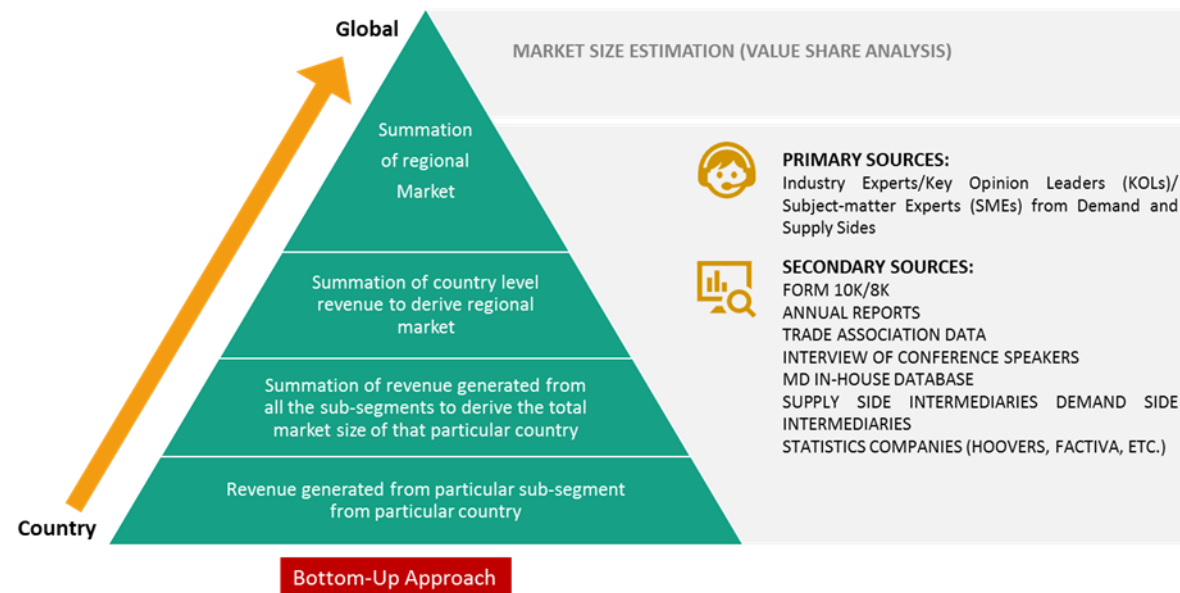 Global
MARKET SIZE ESTIMATION (VALUE SHARE ANALYSIS)
Summation
of regional
Market
Summation of country level
revenue to derive regional
market
Summation of revenue generated from
all the sub-segments to derive the total
market size of that particular country
Revenue generated from particular sub-segment
from particular country
Country
Bottom-Up Approach
PRIMARY SOURCES:
Industry Experts/Key Opinion Leaders (KOLs)/
Subject-matter Experts (SMEs) from Demand and
Supply Sides
SECONDARY SOURCES:
FORM 10K/8K
ANNUAL REPORTS
TRADE ASSOCIATION DATA
INTERVIEW OF CONFERENCE SPEAKERS
MD IN-HOUSE DATABASE
SUPPLY SIDE INTERMEDIARIES DEMAND SIDE
INTERMEDIARIES
STATISTICS COMPANIES (HOOVERS, FACTIVA, ETC.)